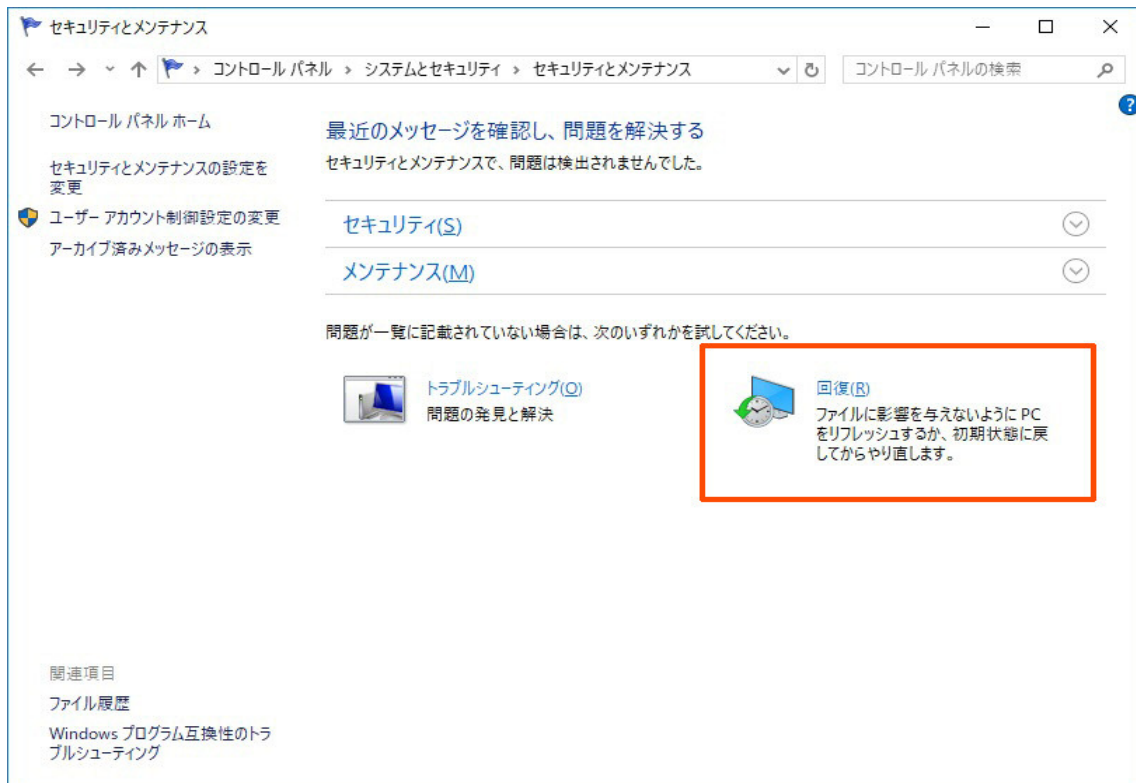 セキュリティとメンテナンス
コントロール パネル › システムとセキュリティ › セキュリティとメンテナンス
コントロール パネルの検索
コントロール パネル ホーム
セキュリティとメンテナンスの設定を
変更
ユーザー アカウント制御設定の変更
アーカイブ済みメッセージの表示
最近のメッセージを確認し、問題を解決する
セキュリティとメンテナンスで、問題は検出されませんでした。
セキュリティ(S)
メンテナンス(M)
問題が一覧に記載されていない場合は、次のいずれかを試してください。
トラブルシューティング(O)
問題の発見と解決
回復(R)
ファイルに影響を与えないように PC
をリフレッシュするか、初期状態に戻
してからやり直します。
関連項目
ファイル履歴
Windows プログラム互換性のトラ
ブルシューティング